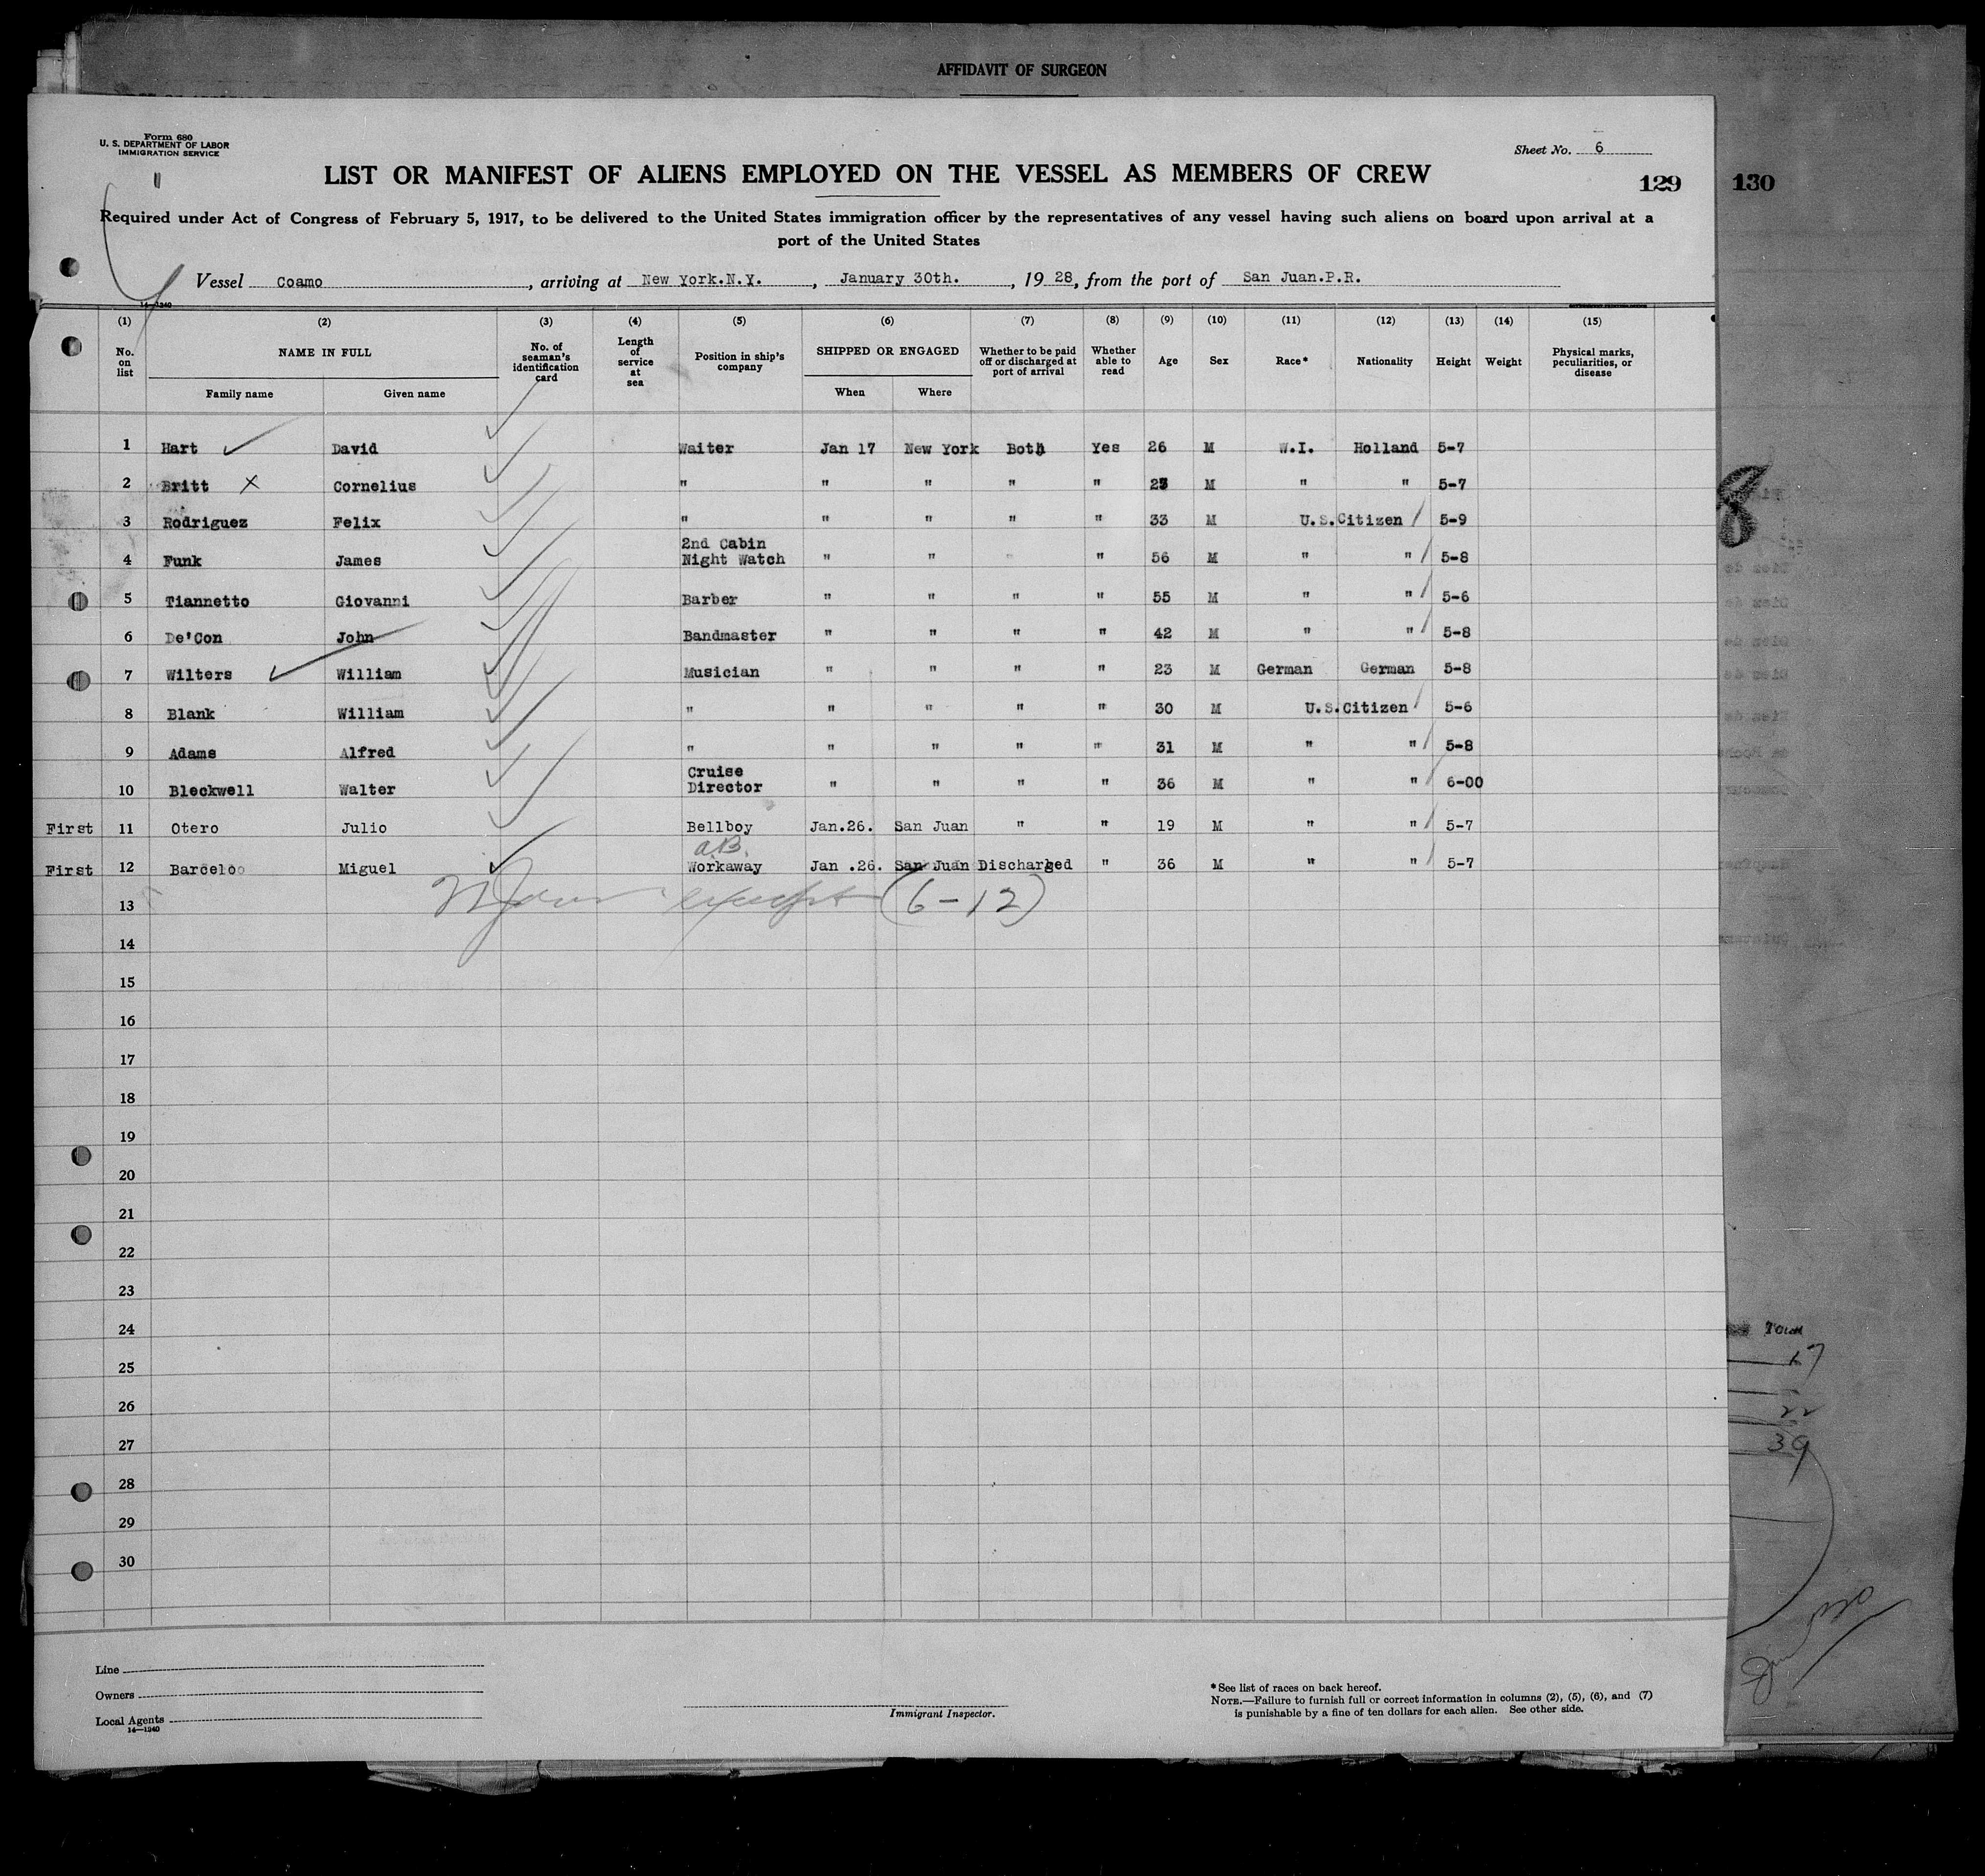 AFFIDAVIT OF SURGEON
Form 680
U. S. DEPARTMENT OF LABOR
IMMIGRATION SERVICE
Sheet No. 6
LIST OR MANIFEST OF ALIENS EMPLOYED ON THE VESSEL AS MEMBERS OF CREW
129
130
Required under Act of Congress of February 5, 1917, to be delivered to the United States immigration officer by the representatives of any vessel having such aliens on board upon arrival at a
port of the United States
Vessel Coamo, arriving at New York.N.Y., January 30th., 1928, from the port of San Juan.P.R.
14—1240
(1) (2) (3) (4) (5) (6) (7) (8) (9) (10) (11) (12) (13) (14) (15)
No. on list NAME IN FULL No. of seaman's identification card Length of service at sea Position in ship's company SHIPPED OR ENGAGED Whether to be paid off or discharged at port of arrival Whether able to read Age Sex Race* Nationality Height Weight Physical marks, peculiarities, or disease
Family name Given name When Where
1 Hart David Waiter Jan 17 New York Both Yes 26 M W.I. Holland 5-7
2 Britt Cornelius " " " " " 23 M " " 5-7
3 Rodriguez Felix " " " " " 33 M U.S.Citizen 5-9
4 Funk James 2nd Cabin Night Watch " " " " 56 M " " 5-8
5 Tiannetto Giovanni Barber " " " " 55 M " " 5-6
6 De'Con John Bandmaster " " " " 42 M " " 5-8
7 Wilters William Musician " " " " 23 M German German 5-8
8 Blank William " " " " " 30 M U.S.Citizen 5-6
9 Adams Alfred " " " " " 31 M " " 5-8
10 Bleckwell Walter Cruise Director " " " " 36 M " " 6-00
First 11 Otero Julio Bellboy Jan.26. San Juan " " 19 M " " 5-7
a.B.
First 12 Barcelo Miguel Workaway Jan .26. San Juan Discharged " 36 M " " 5-7
13 except (6-12)
14
15
16
17
18
19
20
21
22
23
24
25
26
27
28
29
30
Total
67
22
39
Line
Owners
Local Agents
14—1240
Immigrant Inspector.
*See list of races on back hereof.
NOTE.—Failure to furnish full or correct information in columns (2), (5), (6), and (7)
is punishable by a fine of ten dollars for each alien. See other side.